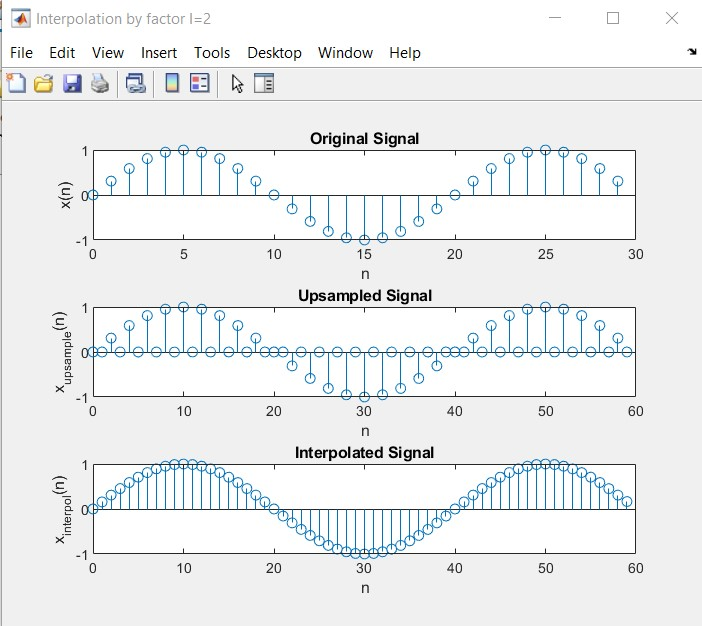 Interpolation by factor I=2
File Edit View Insert Tools Desktop Window Help
Original Signal
x(n)
1
0
-1
0 5 10 15 20 25 30
n
Upsampled Signal
xupsample(n)
1
0
-1
0 10 20 30 40 50 60
n
Interpolated Signal
xinterpol(n)
1
0
-1
0 10 20 30 40 50 60
n